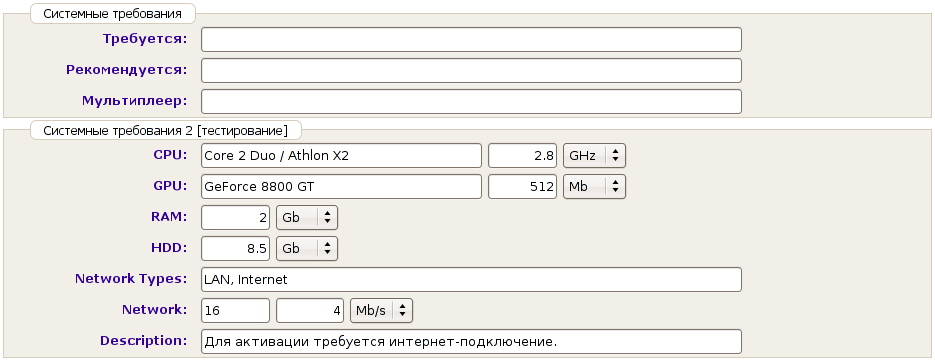 Системные требования
Требуется:
Рекомендуется:
Мультиплеер:
Системные требования 2 [тестирование]
CPU: Core 2 Duo / Athlon X2 2.8 GHz
GPU: GeForce 8800 GT 512 Mb
RAM: 2 Gb
HDD: 8.5 Gb
Network Types: LAN, Internet
Network: 16 4 Mb/s
Description: Для активации требуется интернет-подключение.